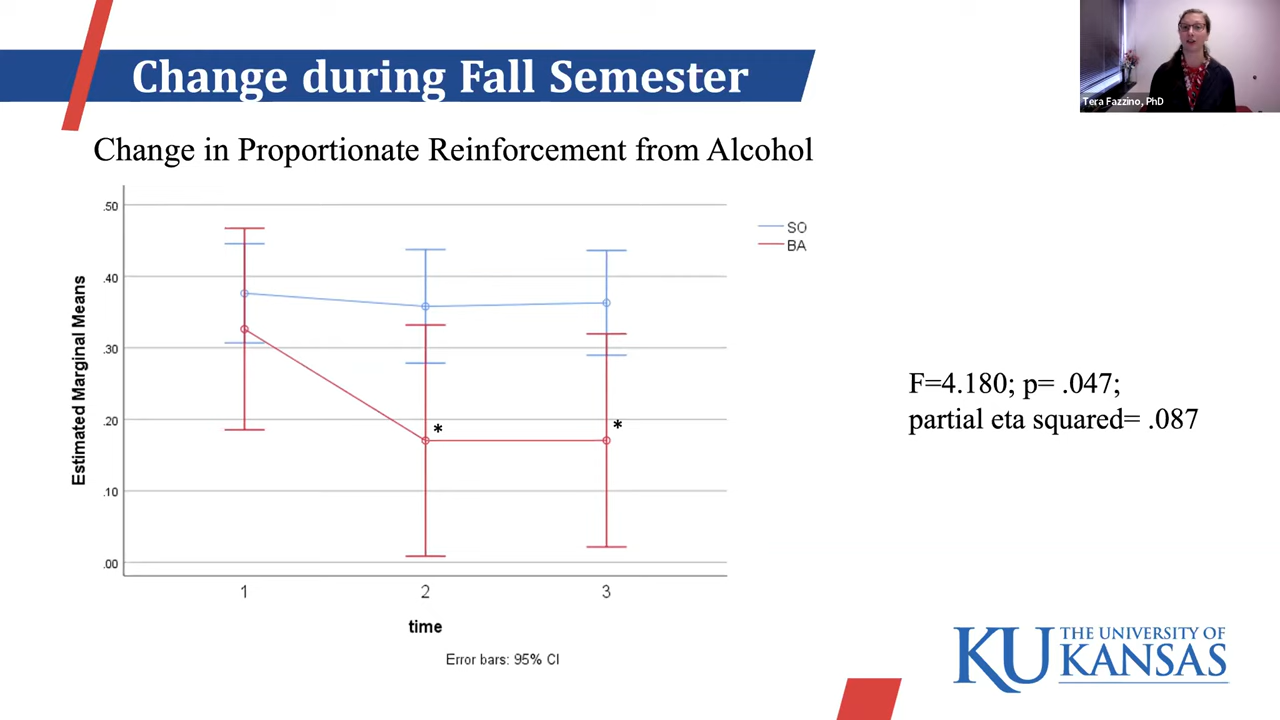 Change during Fall Semester
Tera Fazzino, PhD
Change in Proportionate Reinforcement from Alcohol
.50
.40
.30
.20
.10
.00
Estimated Marginal Means
SO
BA
*
*
1 2 3
time
Error bars: 95% CI
F=4.180; p= .047;
partial eta squared= .087
KU
THE UNIVERSITY OF
KANSAS